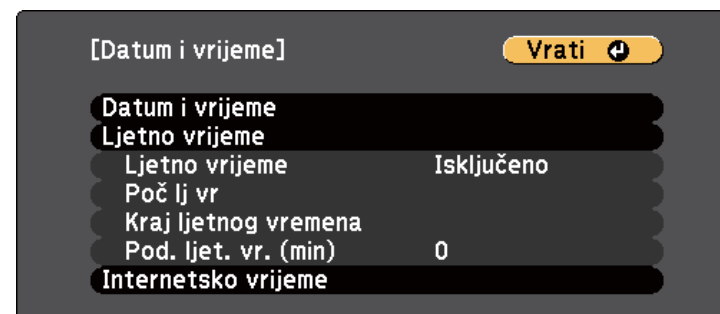 [Datum i vrijeme]
Vrati
Datum i vrijeme
Ljetno vrijeme
Ljetno vrijeme Isključeno
Poč lj vr
Kraj ljetnog vremena
Pod. ljet. vr. (min) 0
Internetsko vrijeme